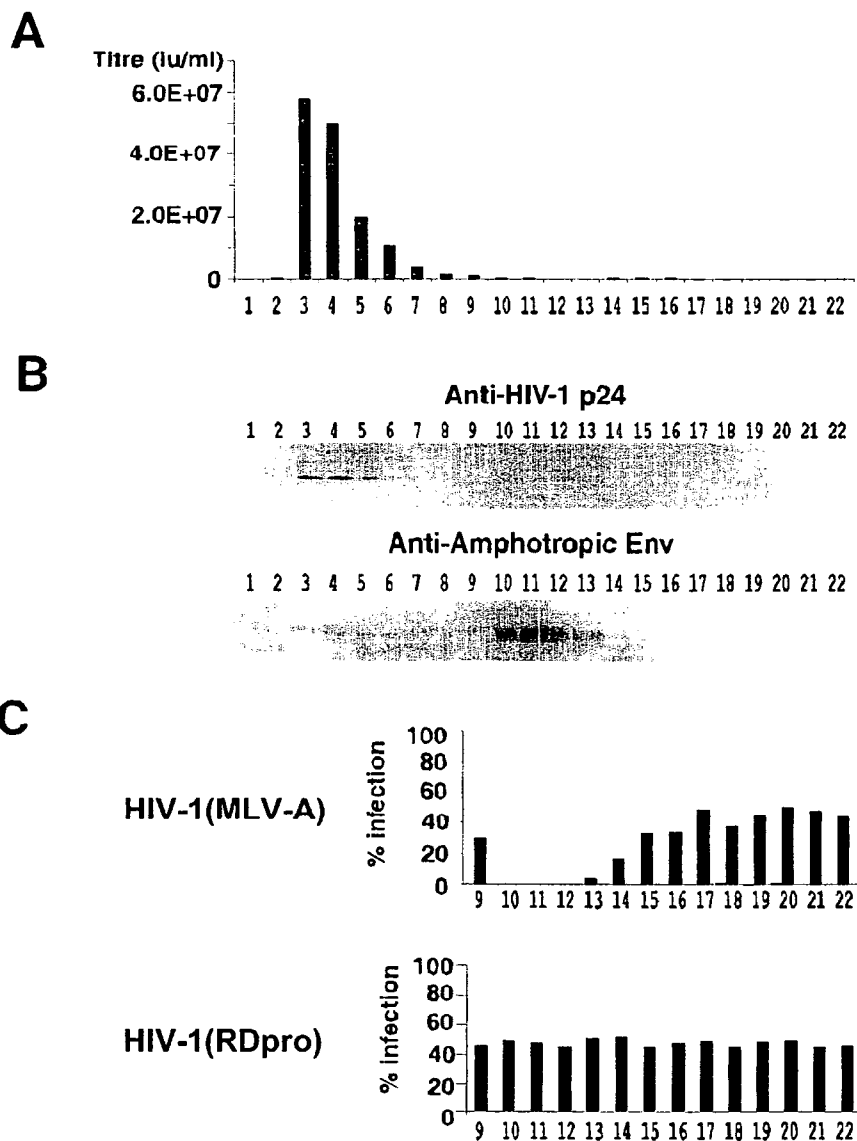 A
Titre (iu/ml)
6.0E+07
4.0E+07
2.0E+07
0
1 2 3 4 5 6 7 8 9 10 11 12 13 14 15 16 17 18 19 20 21 22
B
Anti-HIV-1 p24
1 2 3 4 5 6 7 8 9 10 11 12 13 14 15 16 17 18 19 20 21 22
Anti-Amphotropic Env
1 2 3 4 5 6 7 8 9 10 11 12 13 14 15 16 17 18 19 20 21 22
C
HIV-1(MLV-A)
% infection
100
80
60
40
20
0
9 10 11 12 13 14 15 16 17 18 19 20 21 22
HIV-1(RDpro)
% infection
100
80
60
40
20
0
9 10 11 12 13 14 15 16 17 18 19 20 21 22